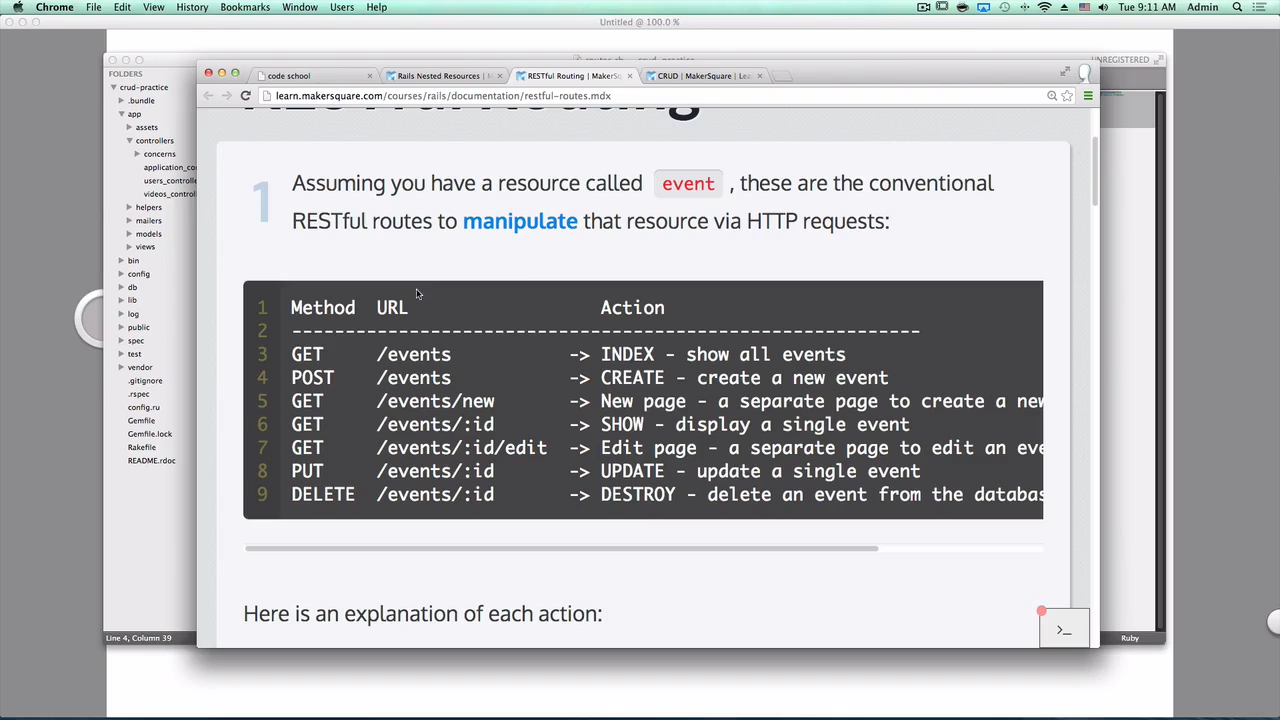 Chrome File Edit View History Bookmarks Window Users Help Tue 9:11 AM Admin
Untitled @ 100.0 %
UNREGISTERED
FOLDERS
crud-practice
.bundle
app
assets
controllers
concerns
application_co
users_controlle
videos_control
helpers
mailers
models
views
bin
config
db
lib
log
public
spec
test
vendor
.gitignore
.rspec
config.ru
Gemfile
Gemfile.lock
Rakefile
README.rdoc
Line 4, Column 39
Ruby
code school
Rails Nested Resources | M
RESTful Routing | MakerSq
CRUD | MakerSquare | Lea
learn.makersquare.com/courses/rails/documentation/restful-routes.mdx
RESTful Routing
1 Assuming you have a resource called event , these are the conventional
RESTful routes to manipulate that resource via HTTP requests:
1 Method URL Action
2 -----------------------------------------------------------
3 GET /events -> INDEX - show all events
4 POST /events -> CREATE - create a new event
5 GET /events/new -> New page - a separate page to create a new
6 GET /events/:id -> SHOW - display a single event
7 GET /events/:id/edit -> Edit page - a separate page to edit an eve
8 PUT /events/:id -> UPDATE - update a single event
9 DELETE /events/:id -> DESTROY - delete an event from the databas
Here is an explanation of each action:
>_